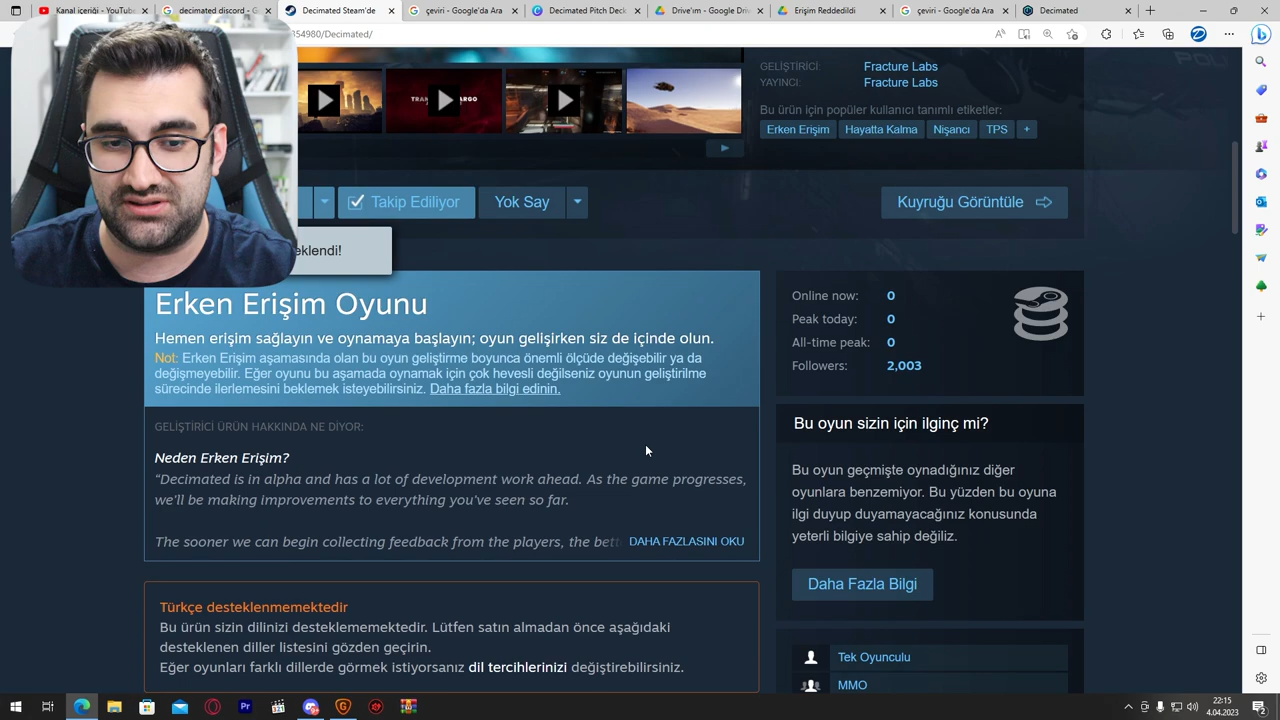 Kanal içeriği - YouTub
decimated discord - G
Steam'de Decimated
çeviri - Google'da Ara
Decimated Pitch Deck
Drive'ım - Google Driv
Erişim Reddedildi
çeviri - Google'da Ara
Decimated
54980/Decimated/
TRA
ARGO
GELİŞTİRİCİ:
Fracture Labs
YAYINCI:
Fracture Labs
Bu ürün için popüler kullanıcı tanımlı etiketler:
Erken Erişim
Hayatta Kalma
Nişancı
TPS
+
Takip Ediliyor
Yok Say
Kuyruğu Görüntüle
eklendi!
Erken Erişim Oyunu
Hemen erişim sağlayın ve oynamaya başlayın; oyun gelişirken siz de içinde olun.
Not: Erken Erişim aşamasında olan bu oyun geliştirme boyunca önemli ölçüde değişebilir ya da
değişmeyebilir. Eğer oyunu bu aşamada oynamak için çok hevesli değilseniz oyunun geliştirilme
sürecinde ilerlemesini beklemek isteyebilirsiniz. Daha fazla bilgi edinin.
GELİŞTİRİCİ ÜRÜN HAKKINDA NE DİYOR:
Neden Erken Erişim?
“Decimated is in alpha and has a lot of development work ahead. As the game progresses,
we'll be making improvements to everything you've seen so far.
The sooner we can begin collecting feedback from the players, the bett
DAHA FAZLASINI OKU
Türkçe desteklenmemektedir
Bu ürün sizin dilinizi desteklememektedir. Lütfen satın almadan önce aşağıdaki
desteklenen diller listesini gözden geçirin.
Eğer oyunları farklı dillerde görmek istiyorsanız dil tercihlerinizi değiştirebilirsiniz.
Online now: 0
Peak today: 0
All-time peak: 0
Followers: 2,003
Bu oyun sizin için ilginç mi?
Bu oyun geçmişte oynadığınız diğer
oyunlara benzemiyor. Bu yüzden bu oyuna
ilgi duyup duyamayacağınız konusunda
yeterli bilgiye sahip değiliz.
Daha Fazla Bilgi
Tek Oyunculu
MMO
22:15
4.04.2023